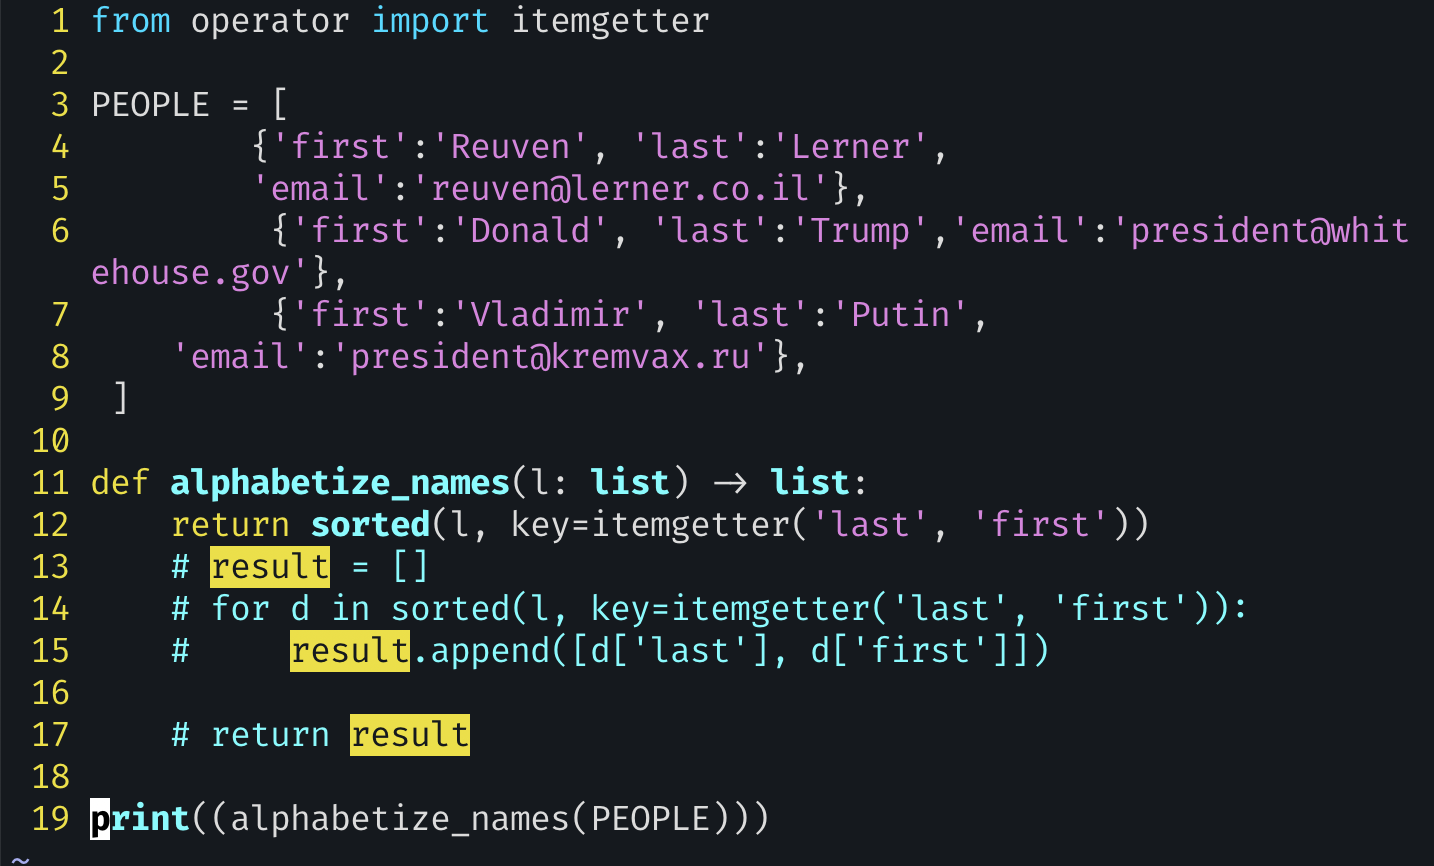 1 from operator import itemgetter
2
3 PEOPLE = [
4         {'first':'Reuven', 'last':'Lerner',
5         'email':'reuven@lerner.co.il'},
6          {'first':'Donald', 'last':'Trump','email':'president@whit
ehouse.gov'},
7          {'first':'Vladimir', 'last':'Putin',
8     'email':'president@kremvax.ru'},
9  ]
10
11 def alphabetize_names(l: list) -> list:
12     return sorted(l, key=itemgetter('last', 'first'))
13     # result = []
14     # for d in sorted(l, key=itemgetter('last', 'first')):
15     #     result.append([d['last'], d['first']])
16
17     # return result
18
19 print((alphabetize_names(PEOPLE)))
~